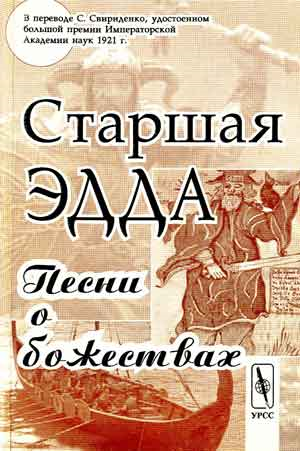 В переводе С. Свириденко, удостоенном
большой премии Императорской
Академии наук 1921 г.
Старшая
ЭДДА
Песни
о
божествах
УРСС